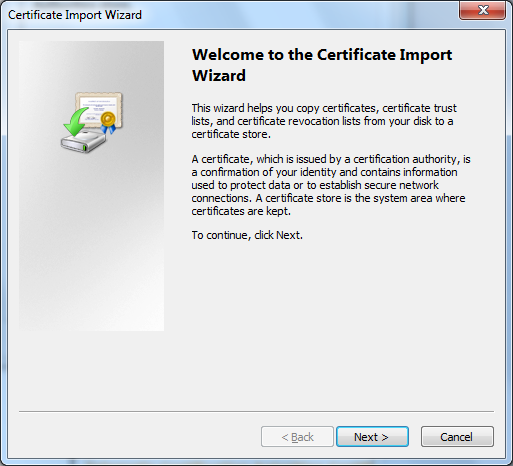 Certificate Import Wizard
Welcome to the Certificate Import
Wizard
This wizard helps you copy certificates, certificate trust
lists, and certificate revocation lists from your disk to a
certificate store.
A certificate, which is issued by a certification authority, is
a confirmation of your identity and contains information
used to protect data or to establish secure network
connections. A certificate store is the system area where
certificates are kept.
To continue, click Next.
< Back
Next >
Cancel